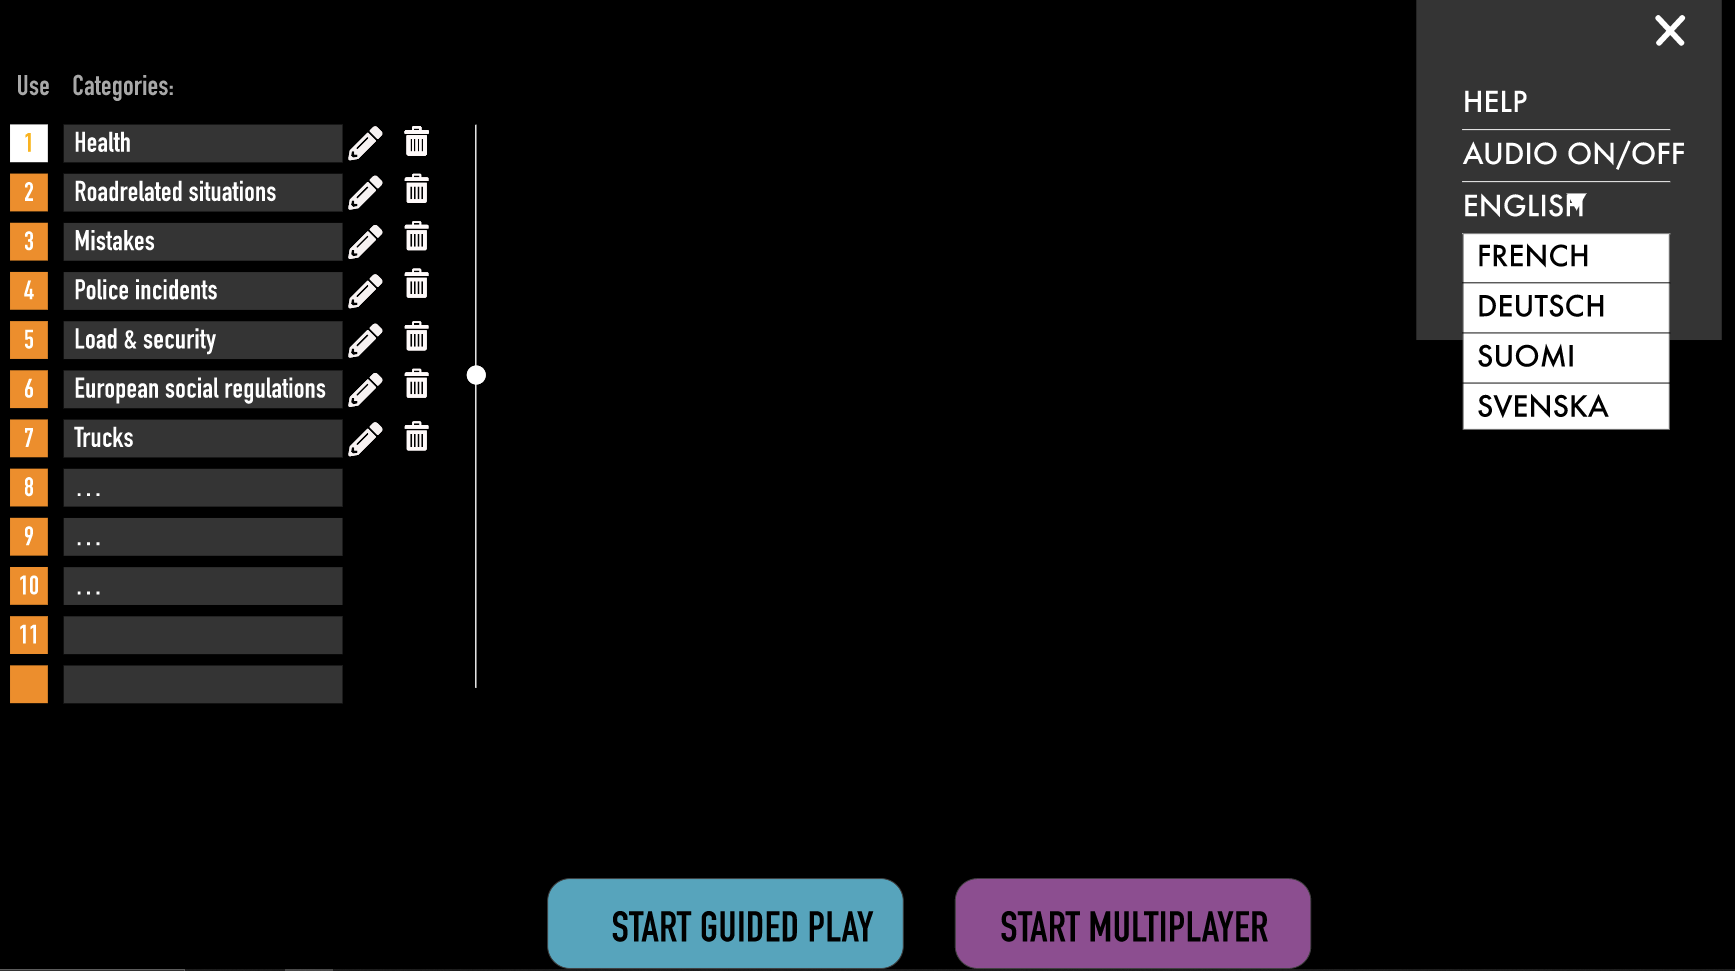 Use Categories:
1 Health
2 Roadrelated situations
3 Mistakes
4 Police incidents
5 Load & security
6 European social regulations
7 Trucks
8 ...
9 ...
10 ...
11
HELP
AUDIO ON/OFF
ENGLISH
FRENCH
DEUTSCH
SUOMI
SVENSKA
START GUIDED PLAY
START MULTIPLAYER